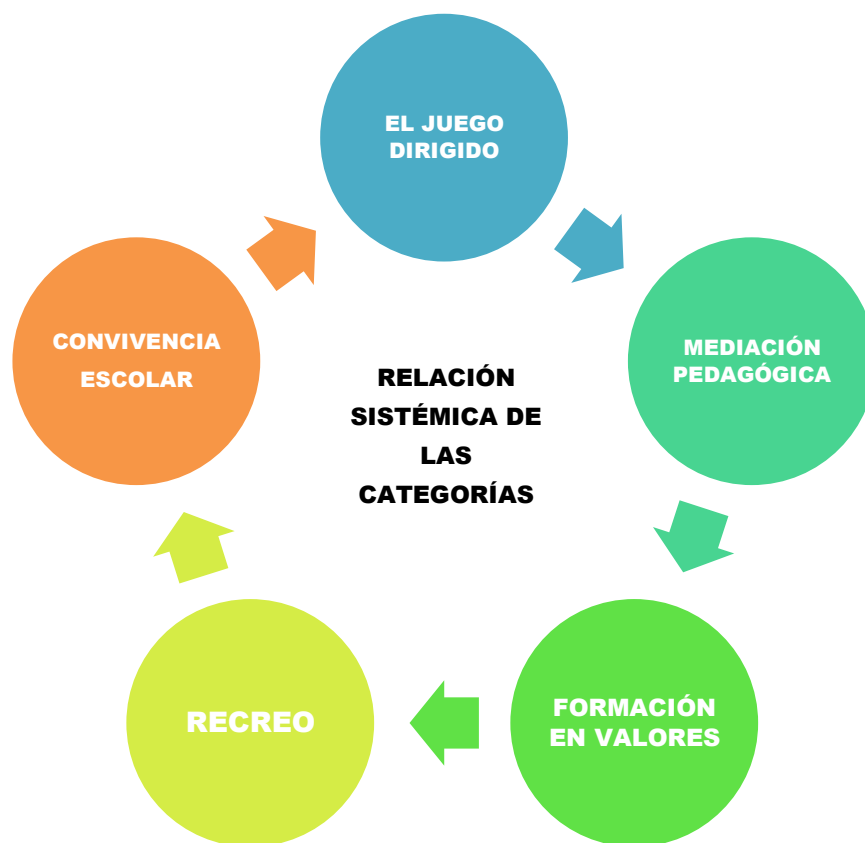 EL JUEGO
DIRIGIDO
MEDIACIÓN
PEDAGÓGICA
FORMACIÓN
EN VALORES
RECREO
CONVIVENCIA
ESCOLAR
RELACIÓN
SISTÉMICA DE
LAS
CATEGORÍAS